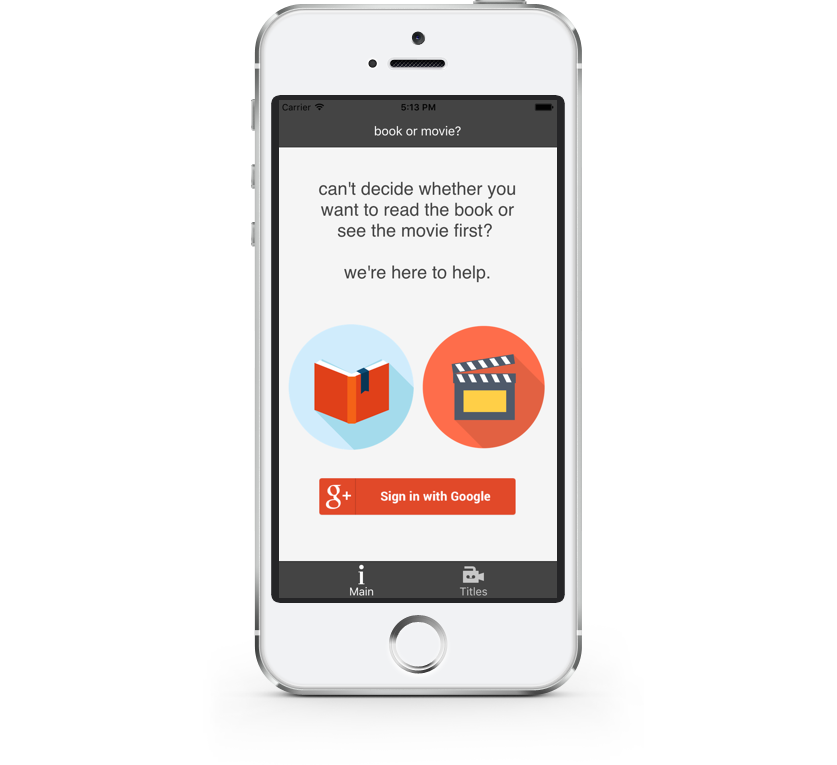 Carrier 5:13 PM
book or movie?
can't decide whether you
want to read the book or
see the movie first?
we're here to help.
g+ Sign in with Google
i
Main Titles